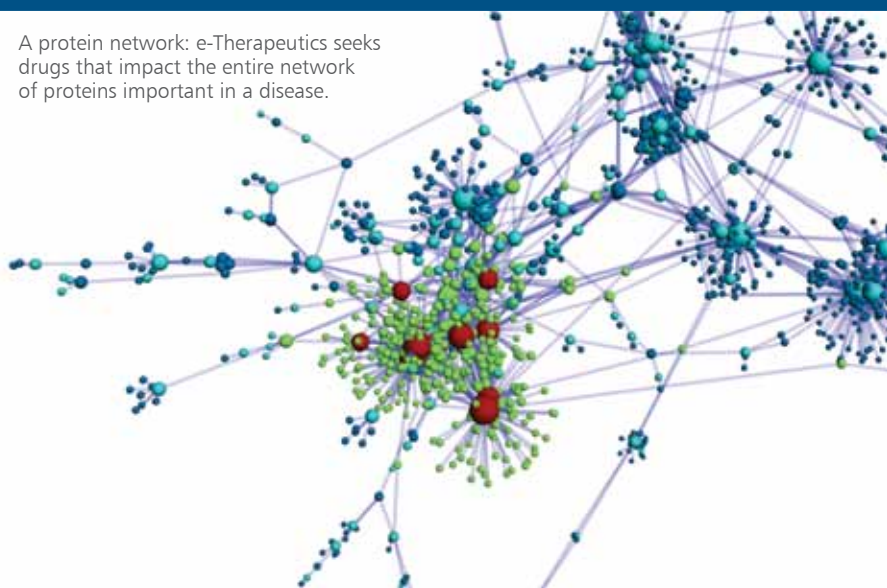 A protein network: e-Therapeutics seeks
drugs that impact the entire network
of proteins important in a disease.